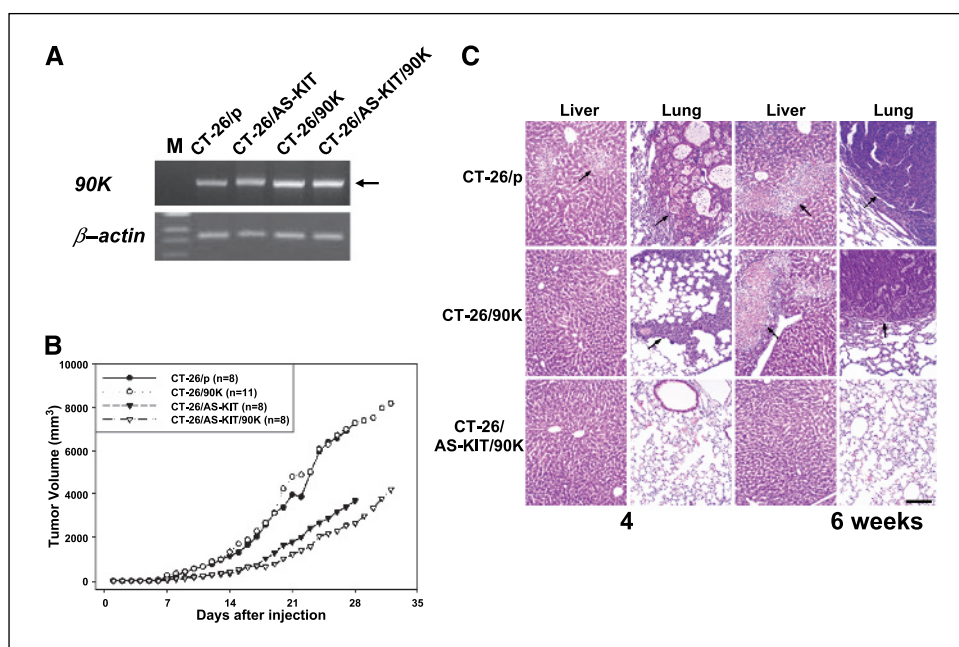 A
M CT-26/p CT-26/AS-KIT CT-26/90K CT-26/AS-KIT/90K
90K
β–actin
B
Tumor Volume (mm³)
10000
8000
6000
4000
2000
0
CT-26/p (n=8)
CT-26/90K (n=11)
CT-26/AS-KIT (n=8)
CT-26/AS-KIT/90K (n=8)
0 7 14 21 28 35
Days after injection
C
Liver Lung Liver Lung
CT-26/p
CT-26/90K
CT-26/
AS-KIT/90K
4 6 weeks